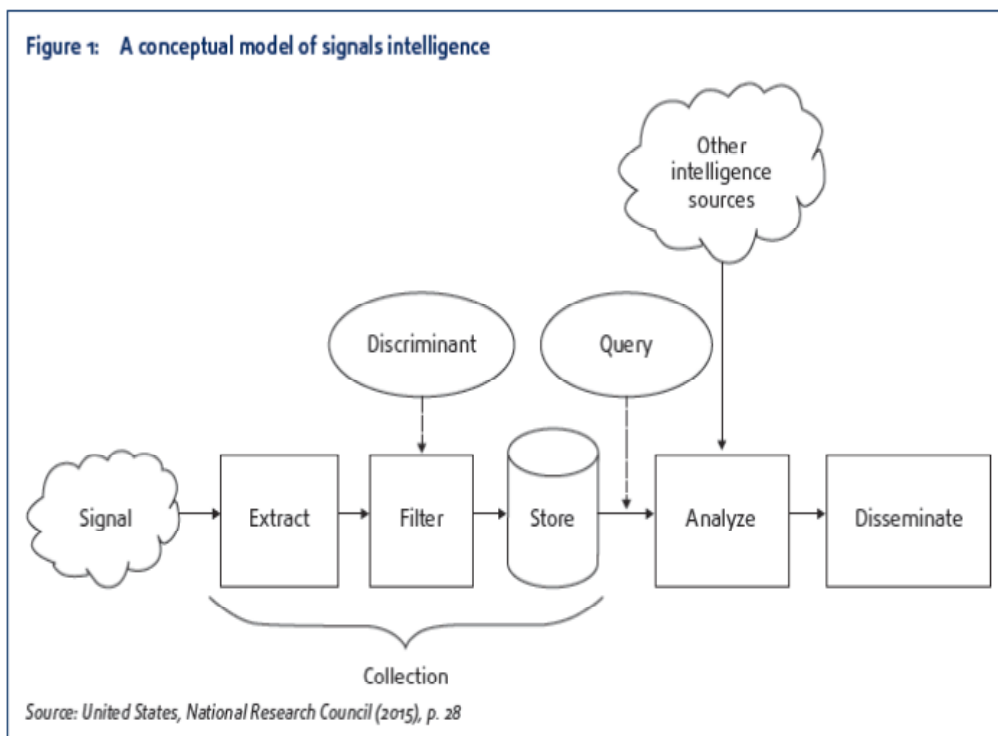 Figure 1: A conceptual model of signals intelligence
Other
intelligence
sources
Discriminant
Query
Signal
Extract
Filter
Store
Analyze
Disseminate
Collection
Source: United States, National Research Council (2015), p. 28